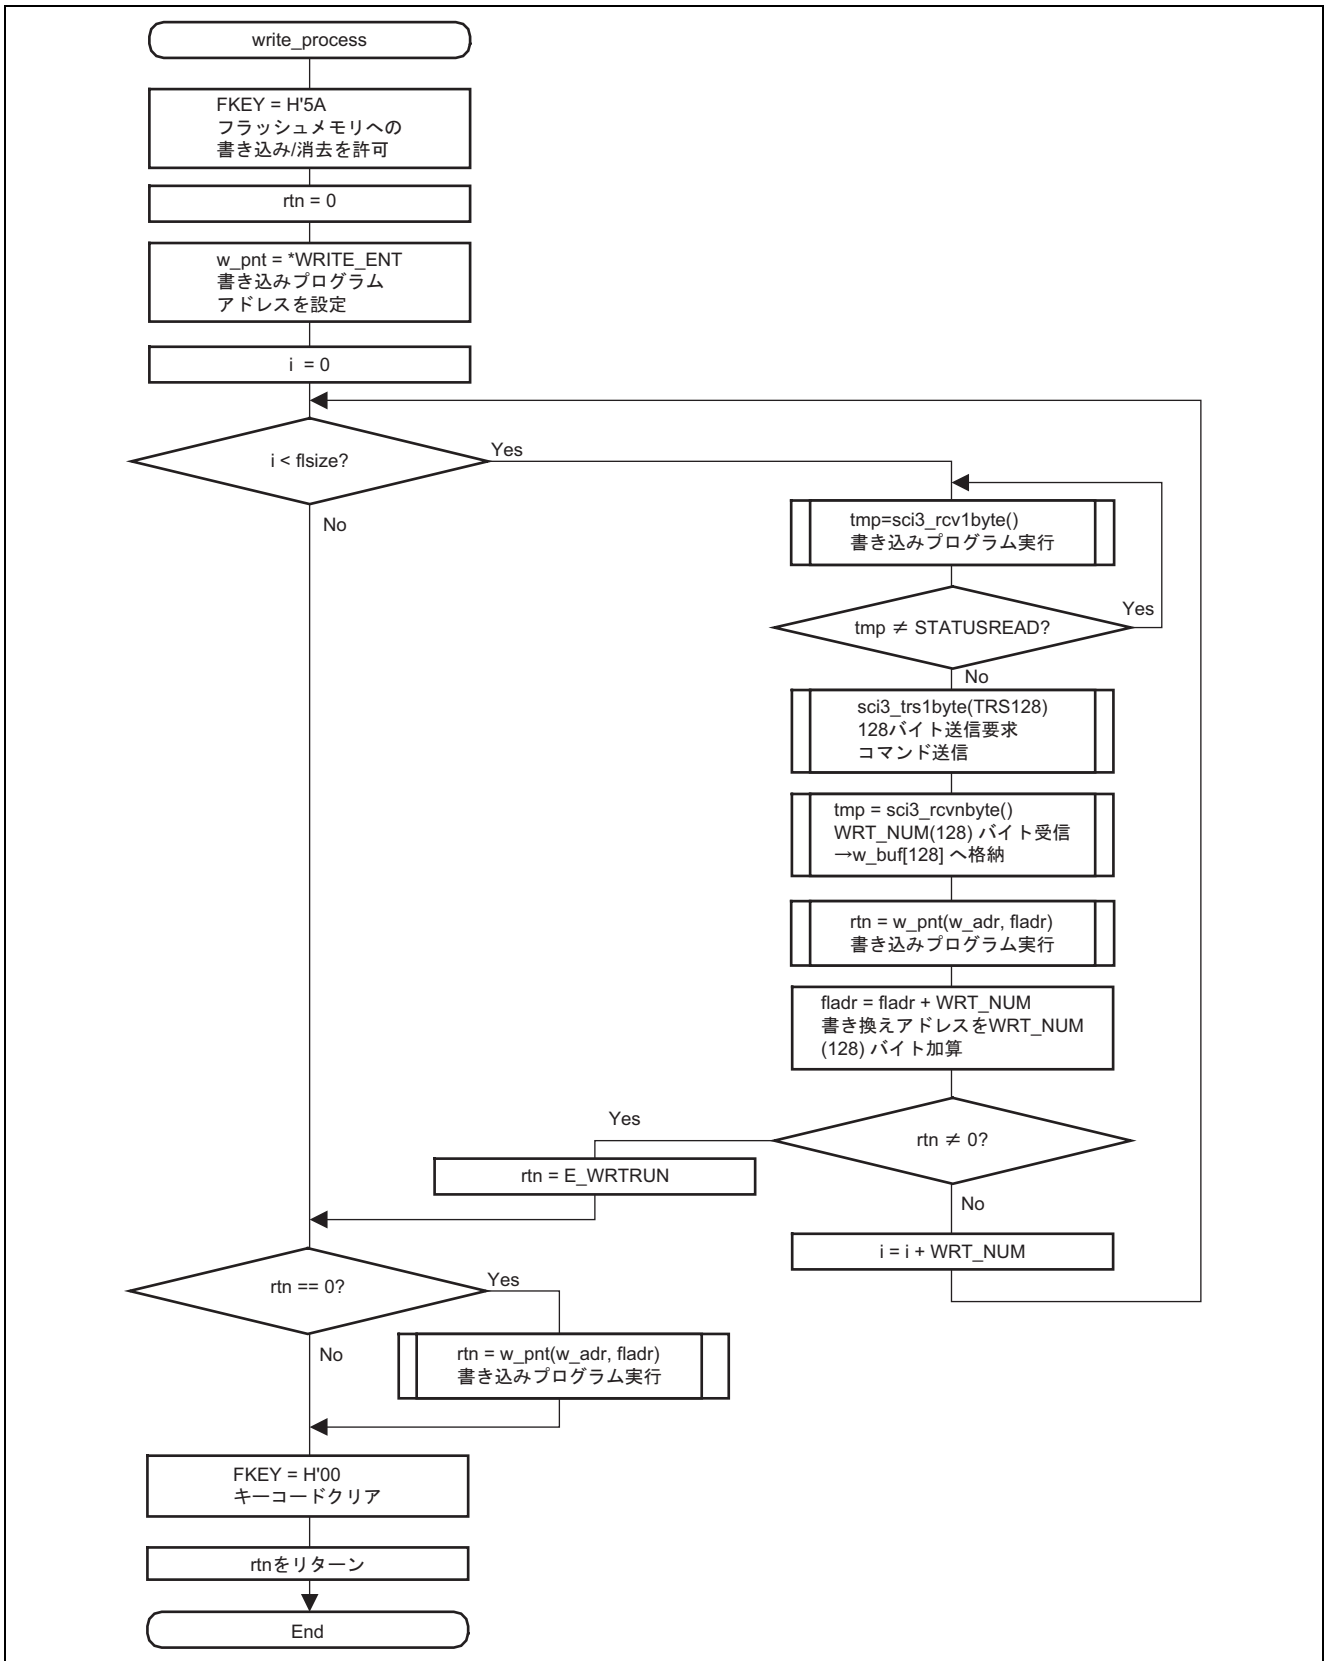 write_process
FKEY = H'5A
フラッシュメモリへの
書き込み/消去を許可
rtn = 0
w_pnt = *WRITE_ENT
書き込みプログラム
アドレスを設定
i = 0
i < flsize?
Yes
No
tmp=sci3_rcv1byte()
書き込みプログラム実行
tmp ≠ STATUSREAD?
Yes
No
sci3_trs1byte(TRS128)
128バイト送信要求
コマンド送信
tmp = sci3_rcvnbyte()
WRT_NUM(128) バイト受信
→w_buf[128] へ格納
rtn = w_pnt(w_adr, fladr)
書き込みプログラム実行
fladr = fladr + WRT_NUM
書き換えアドレスをWRT_NUM
(128) バイト加算
rtn ≠ 0?
Yes
No
rtn = E_WRTRUN
i = i + WRT_NUM
rtn == 0?
Yes
No
rtn = w_pnt(w_adr, fladr)
書き込みプログラム実行
FKEY = H'00
キーコードクリア
rtnをリターン
End